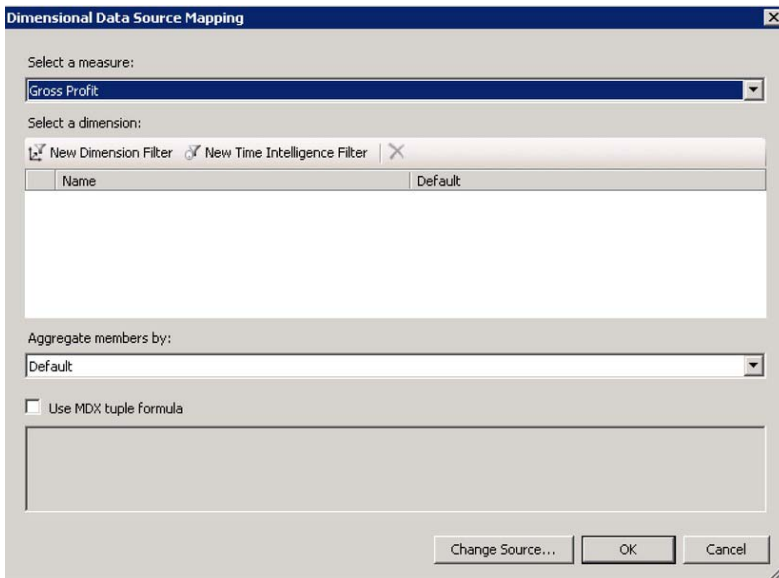 Dimensional Data Source Mapping
Select a measure:
Gross Profit
Select a dimension:
New Dimension Filter New Time Intelligence Filter
Name Default
Aggregate members by:
Default
Use MDX tuple formula
Change Source... OK Cancel